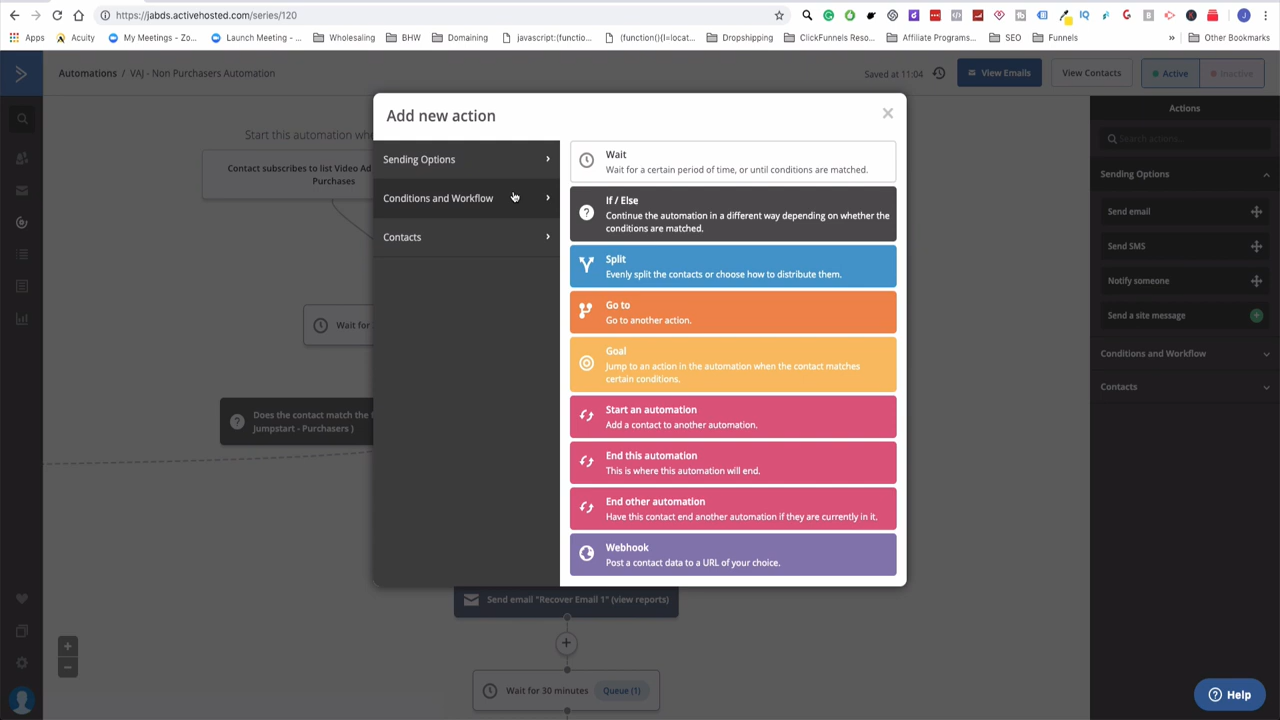 https://jabds.activehosted.com/series/120
Apps
Acuity
My Meetings - Zo...
Launch Meeting - ...
Wholesaling
BHW
Domaining
javascript:(functio...
(function(){l=locat...
Dropshipping
ClickFunnels Reso...
Affiliate Programs...
SEO
Funnels
»
Other Bookmarks
Automations / VAJ - Non Purchasers Automation
Saved at 11:04
View Emails
View Contacts
Active
Inactive
Start this automation whe
Contact subscribes to list Video Ad
Purchases
Wait for
Does the contact match the
Jumpstart - Purchasers )
Send email "Recover Email 1" (view reports)
+
Wait for 30 minutes
Queue (1)
+
−
Add new action
×
Sending Options
Conditions and Workflow
Contacts
Wait
Wait for a certain period of time, or until conditions are matched.
If / Else
Continue the automation in a different way depending on whether the
conditions are matched.
Split
Evenly split the contacts or choose how to distribute them.
Go to
Go to another action.
Goal
Jump to an action in the automation when the contact matches
certain conditions.
Start an automation
Add a contact to another automation.
End this automation
This is where this automation will end.
End other automation
Have this contact end another automation if they are currently in it.
Webhook
Post a contact data to a URL of your choice.
Actions
Search actions...
Sending Options
Send email
Send SMS
Notify someone
Send a site message
Conditions and Workflow
Contacts
Help